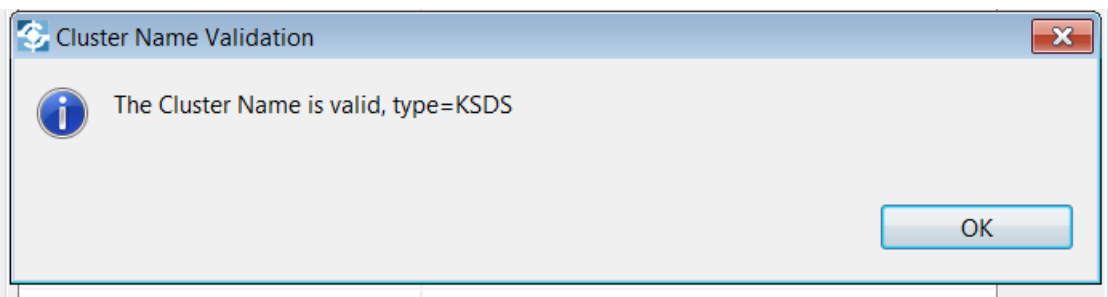 Cluster Name Validation
The Cluster Name is valid, type=KSDS
OK